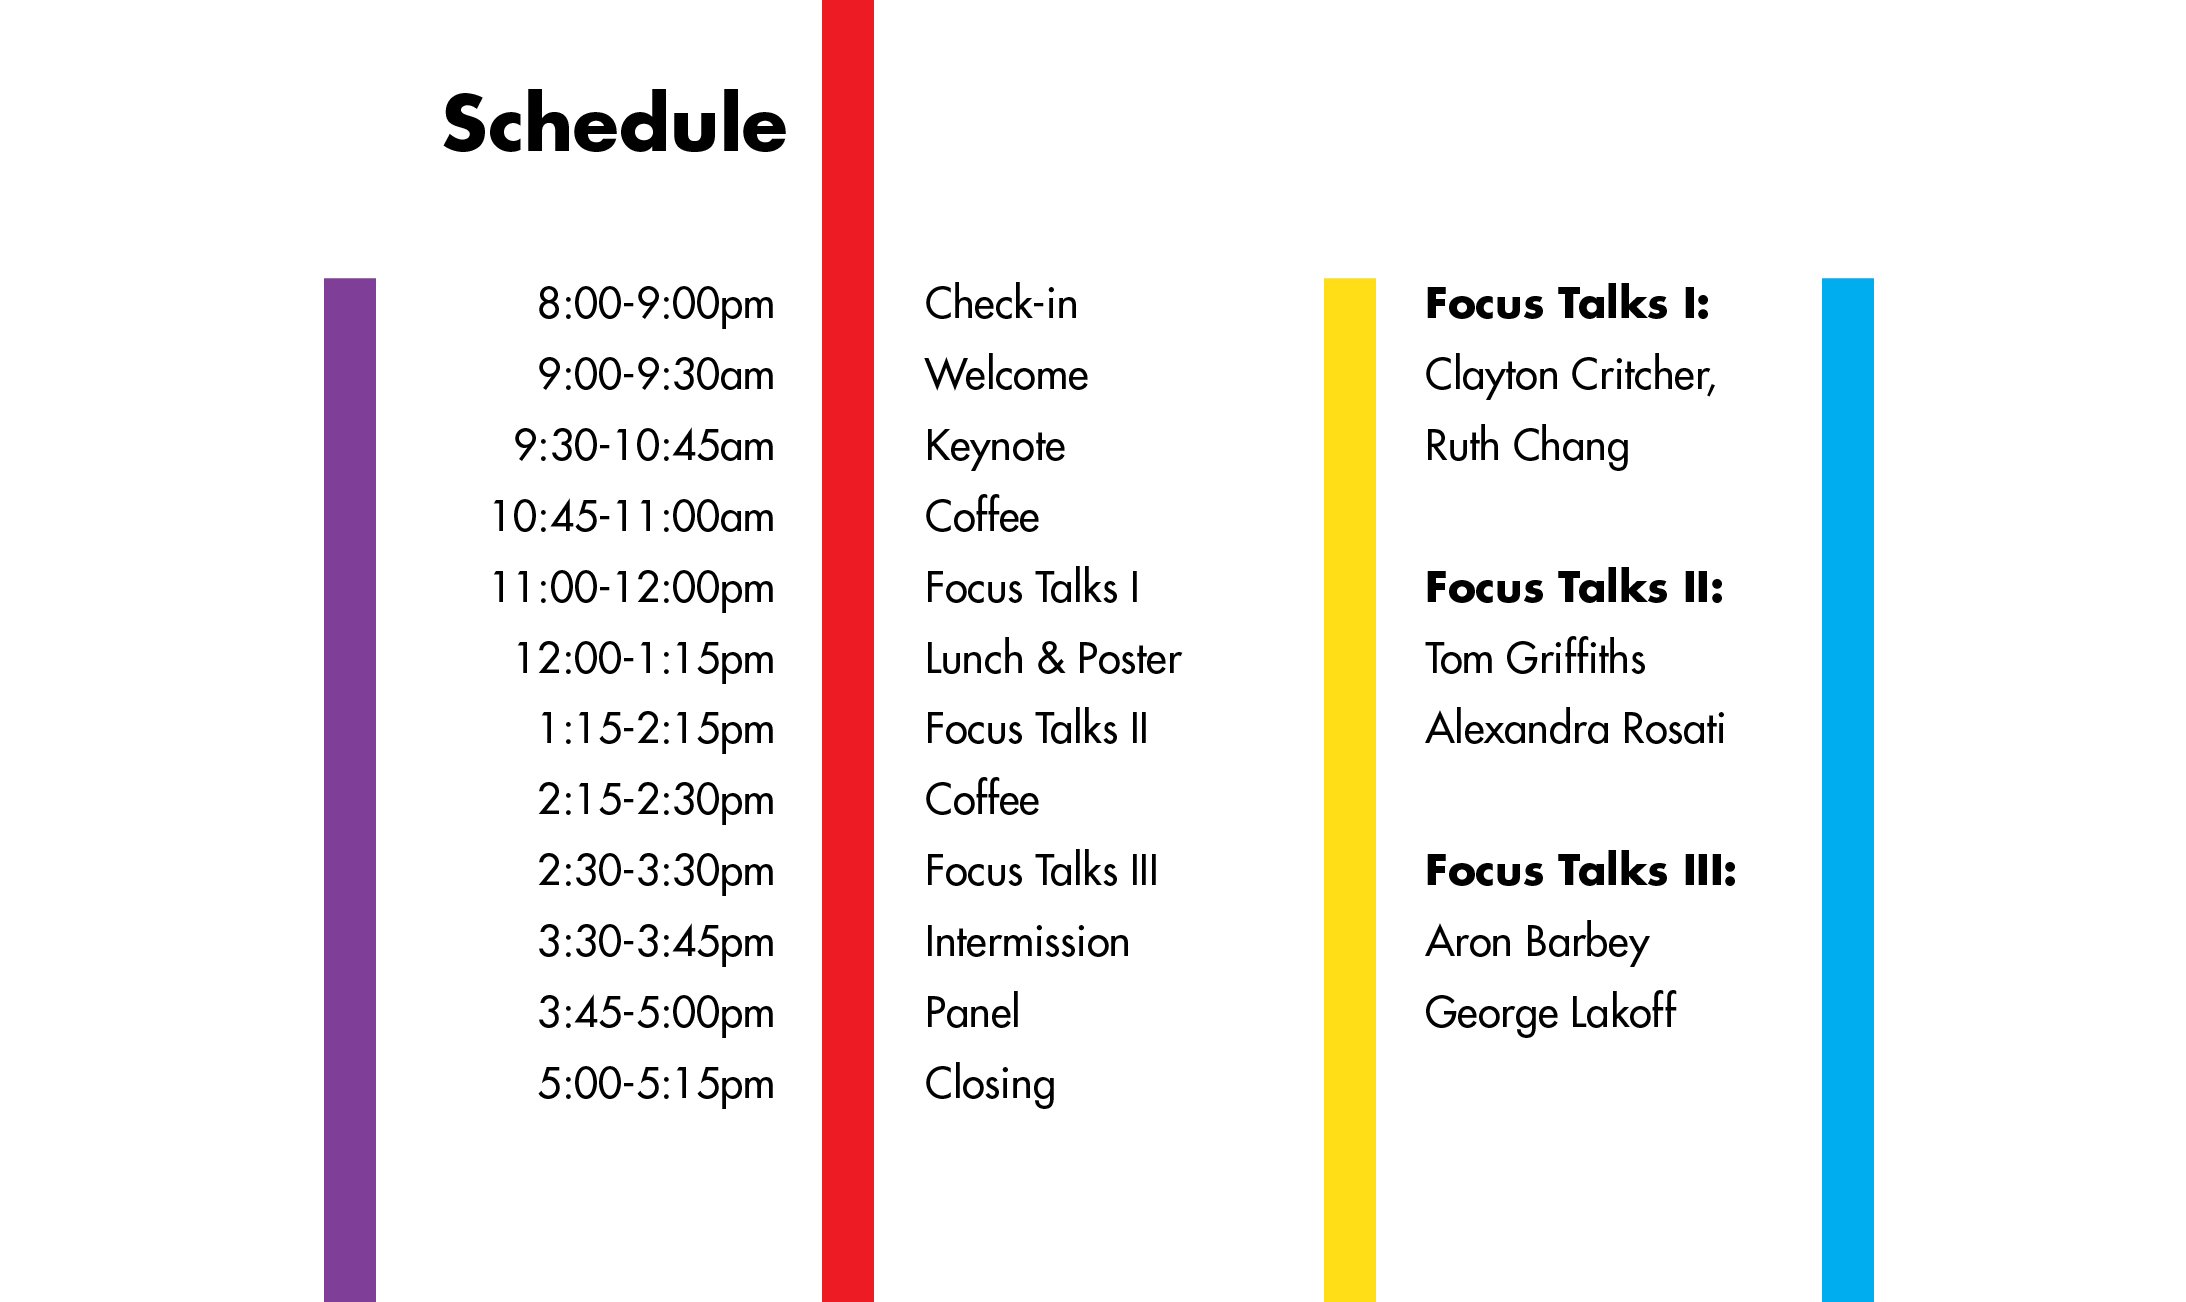 Schedule
8:00-9:00pm Check-in
9:00-9:30am Welcome
9:30-10:45am Keynote
10:45-11:00am Coffee
11:00-12:00pm Focus Talks I
12:00-1:15pm Lunch & Poster
1:15-2:15pm Focus Talks II
2:15-2:30pm Coffee
2:30-3:30pm Focus Talks III
3:30-3:45pm Intermission
3:45-5:00pm Panel
5:00-5:15pm Closing
Focus Talks I:
Clayton Critcher,
Ruth Chang
Focus Talks II:
Tom Griffiths
Alexandra Rosati
Focus Talks III:
Aron Barbey
George Lakoff